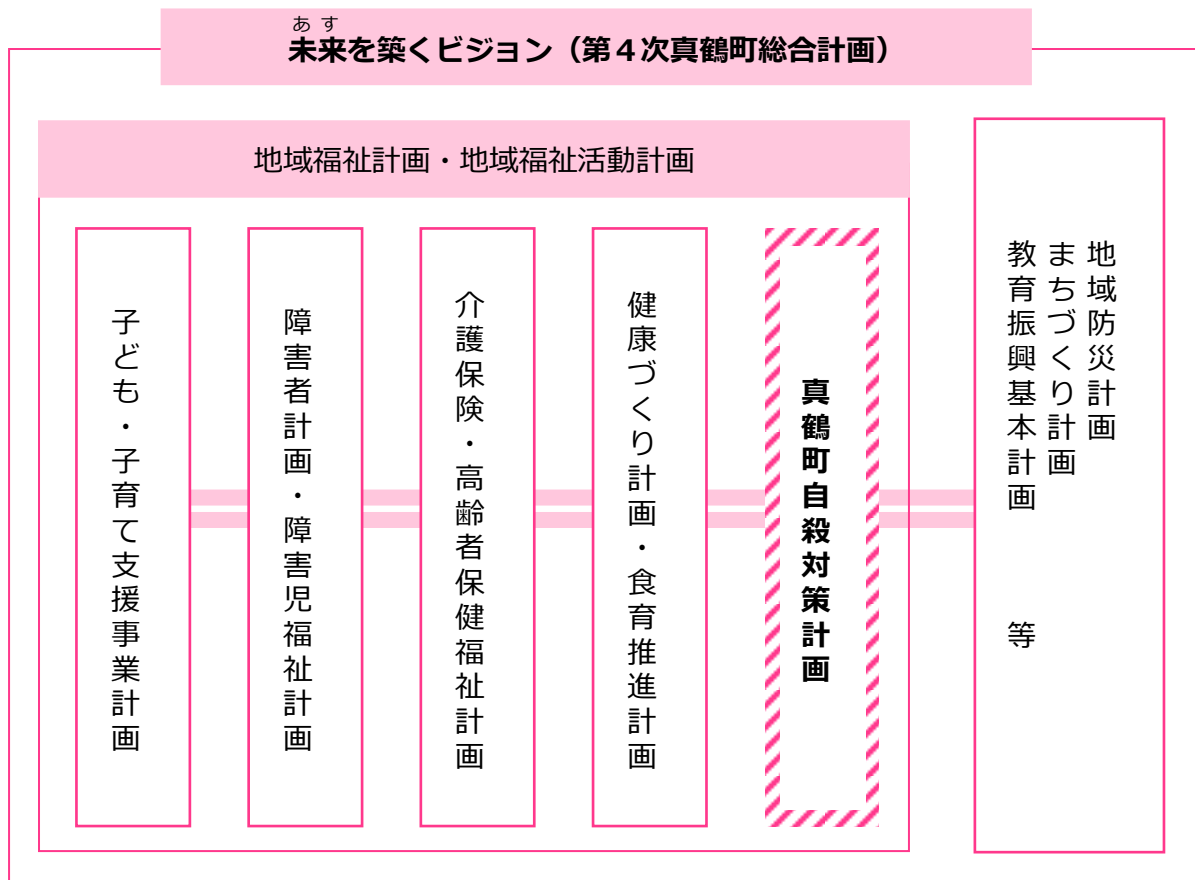 あす
未来を築くビジョン（第４次真鶴町総合計画）
地域福祉計画・地域福祉活動計画
子ども・子育て支援事業計画
障害者計画・障害児福祉計画
介護保険・高齢者保健福祉計画
健康づくり計画・食育推進計画
真鶴町自殺対策計画
地域防災計画
まちづくり計画
教育振興基本計画　　　等